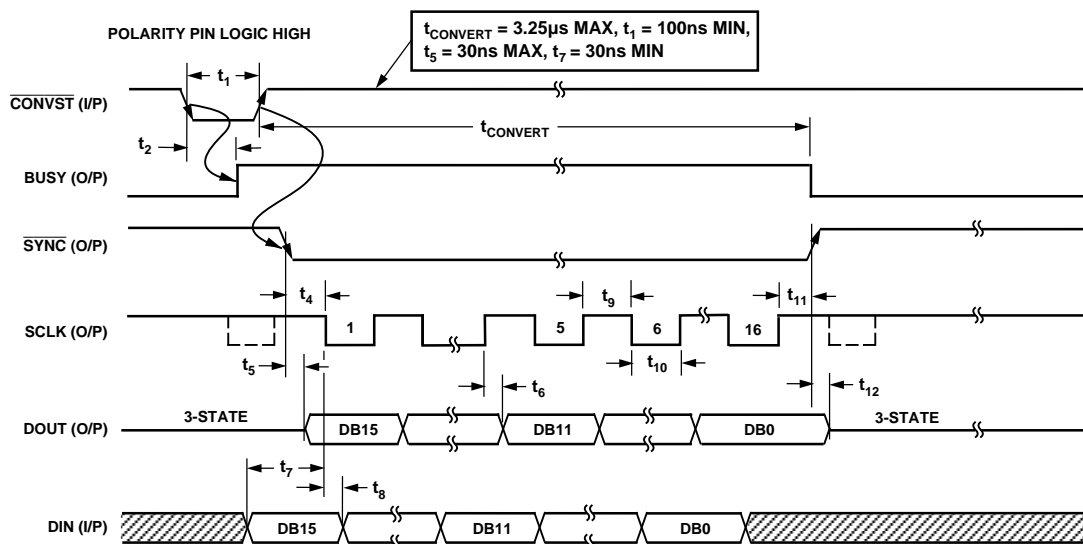 POLARITY PIN LOGIC HIGH
tCONVERT = 3.25µs MAX, t1 = 100ns MIN,
t5 = 30ns MAX, t7 = 30ns MIN
t1
CONVST (I/P)
tCONVERT
t2
BUSY (O/P)
SYNC (O/P)
t4
t9
t11
SCLK (O/P)
1
5
6
16
t5
t6
t10
t12
3-STATE
3-STATE
DOUT (O/P)
DB15
DB11
DB0
t7
t8
DIN (I/P)
DB15
DB11
DB0